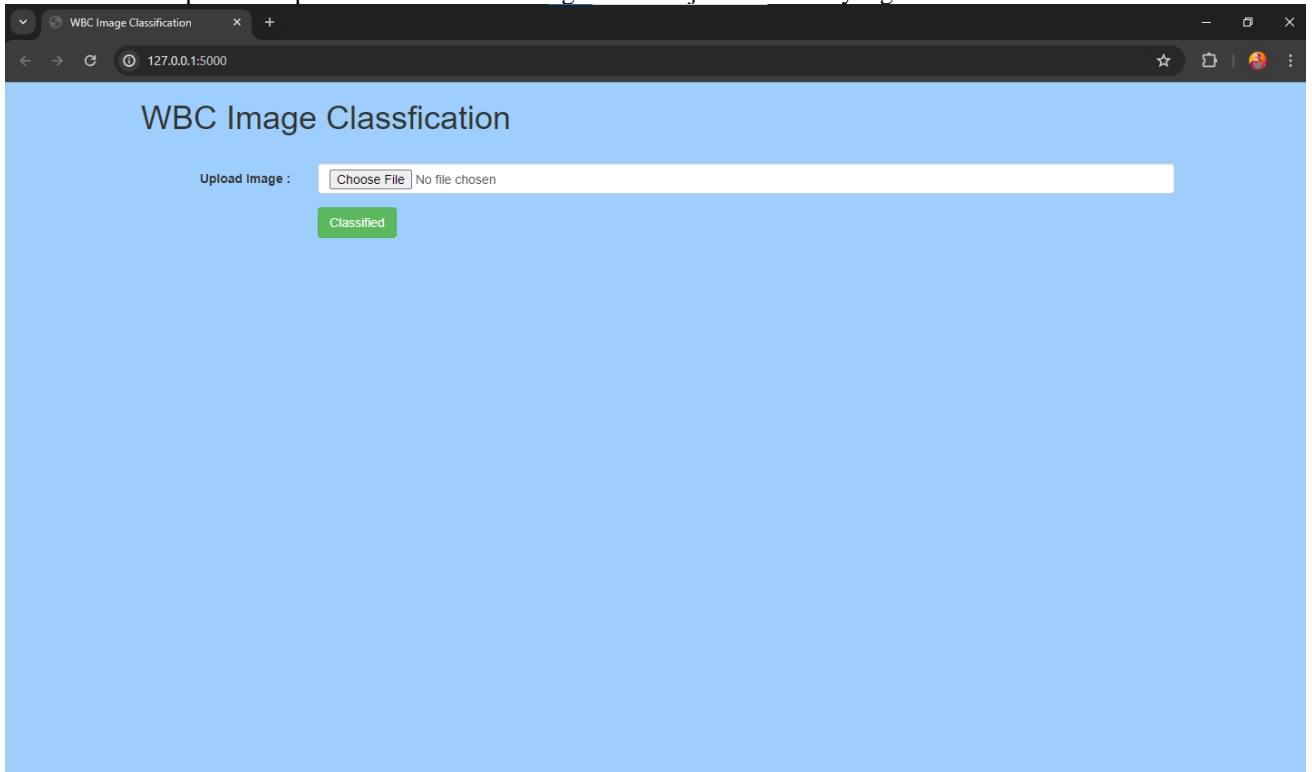 WBC Image Classification
127.0.0.1:5000
WBC Image Classfication
Upload Image :
Choose File No file chosen
Classified